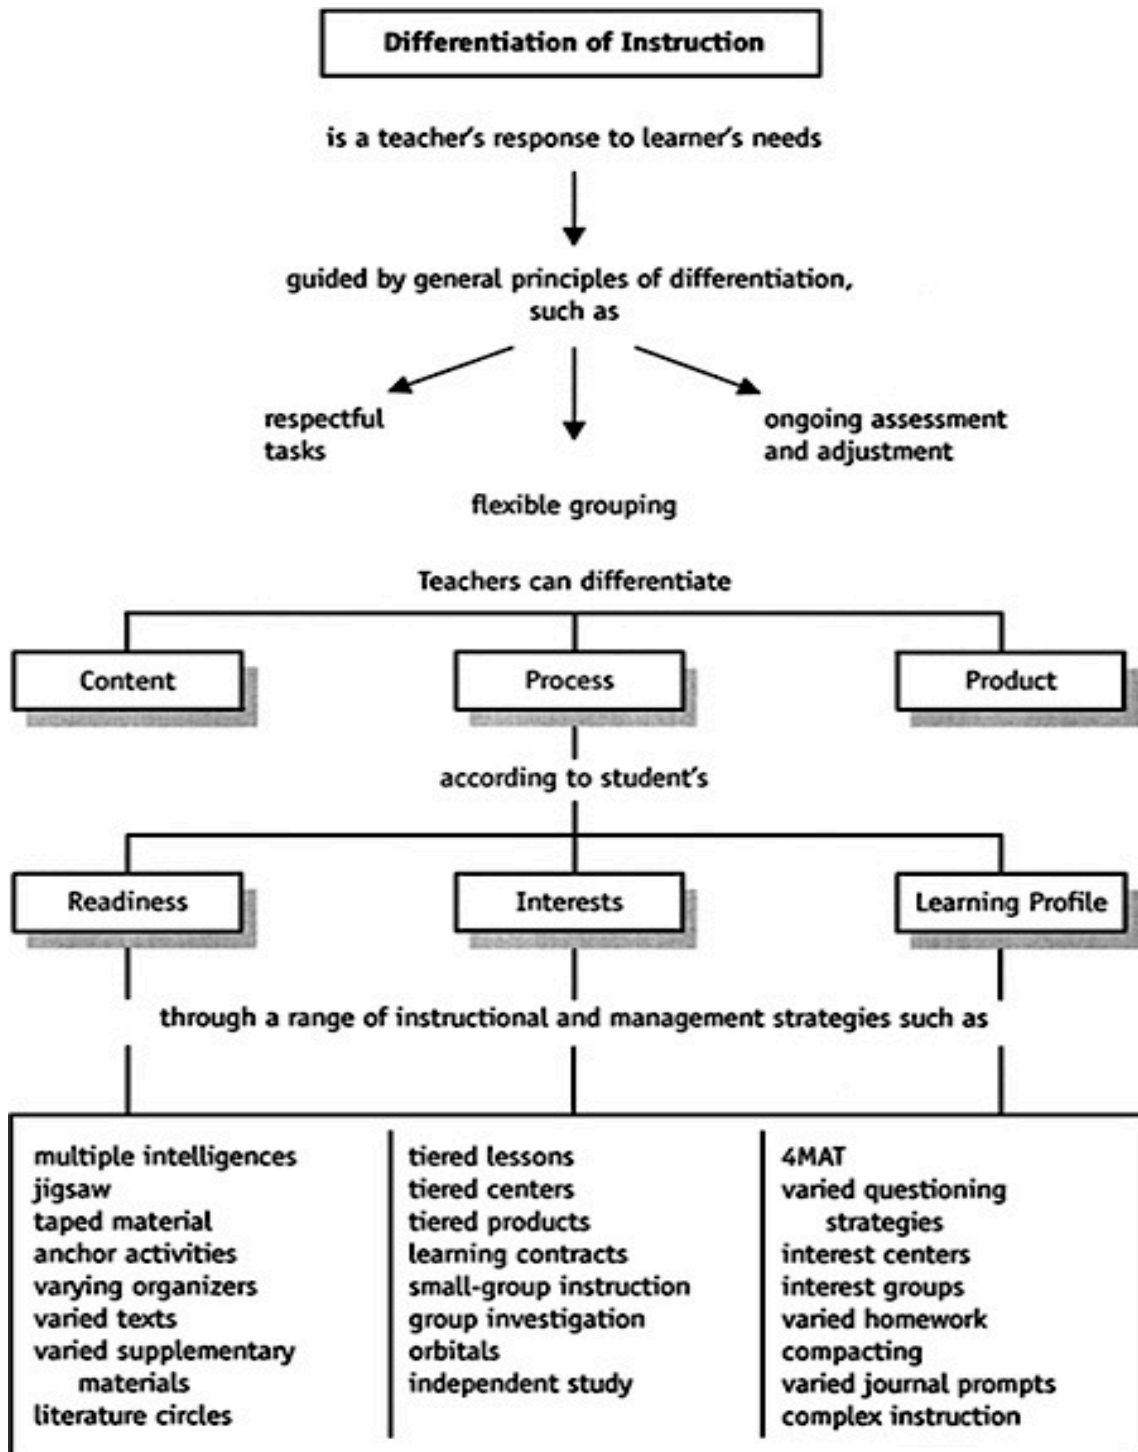 Differentiation of Instruction
is a teacher's response to learner's needs
guided by general principles of differentiation,
such as
respectful
tasks
ongoing assessment
and adjustment
flexible grouping
Teachers can differentiate
Content
Process
Product
according to student's
Readiness
Interests
Learning Profile
through a range of instructional and management strategies such as
multiple intelligences
jigsaw
taped material
anchor activities
varying organizers
varied texts
varied supplementary
materials
literature circles
tiered lessons
tiered centers
tiered products
learning contracts
small-group instruction
group investigation
orbitals
independent study
4MAT
varied questioning
strategies
interest centers
interest groups
varied homework
compacting
varied journal prompts
complex instruction